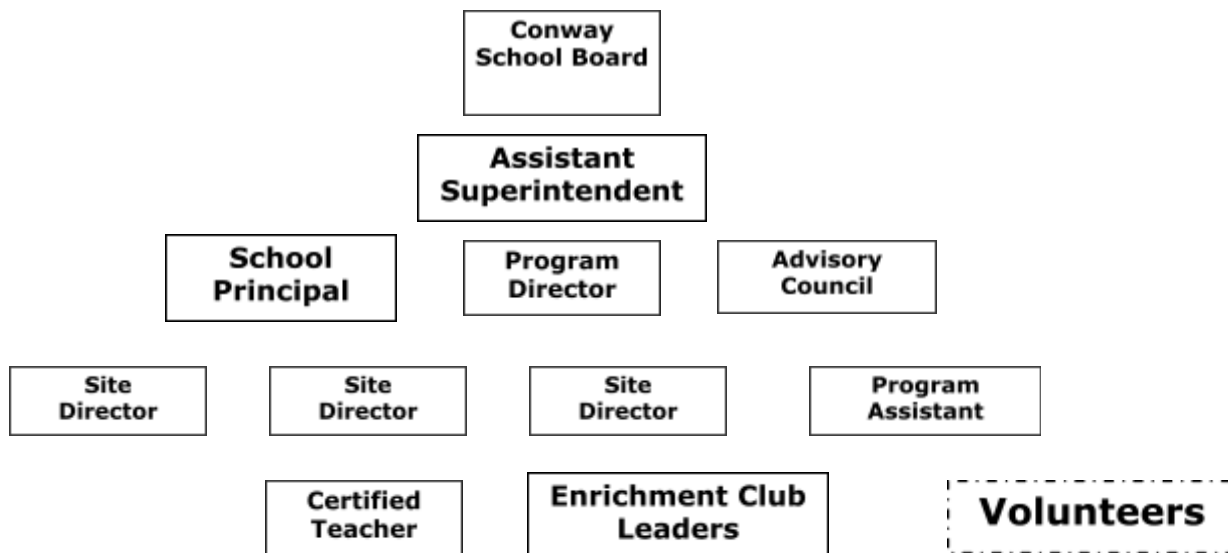 Conway
School Board
Assistant
Superintendent
School
Principal
Program
Director
Advisory
Council
Site
Director
Site
Director
Site
Director
Program
Assistant
Certified
Teacher
Enrichment Club
Leaders
Volunteers